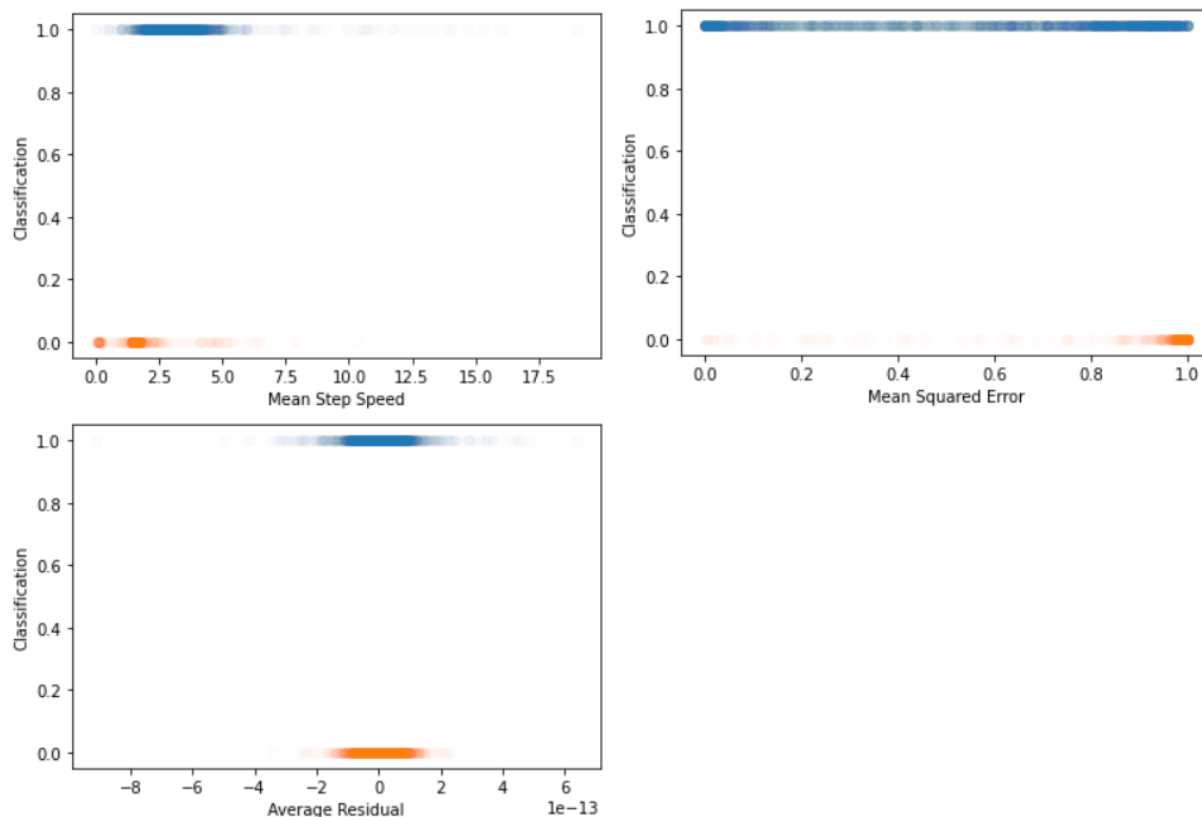 1.0
0.8
0.6
0.4
0.2
0.0
Classification
0.0 2.5 5.0 7.5 10.0 12.5 15.0 17.5
Mean Step Speed
1.0
0.8
0.6
0.4
0.2
0.0
Classification
0.0 0.2 0.4 0.6 0.8 1.0
Mean Squared Error
1.0
0.8
0.6
0.4
0.2
0.0
Classification
−8 −6 −4 −2 0 2 4 6
1e−13
Average Residual